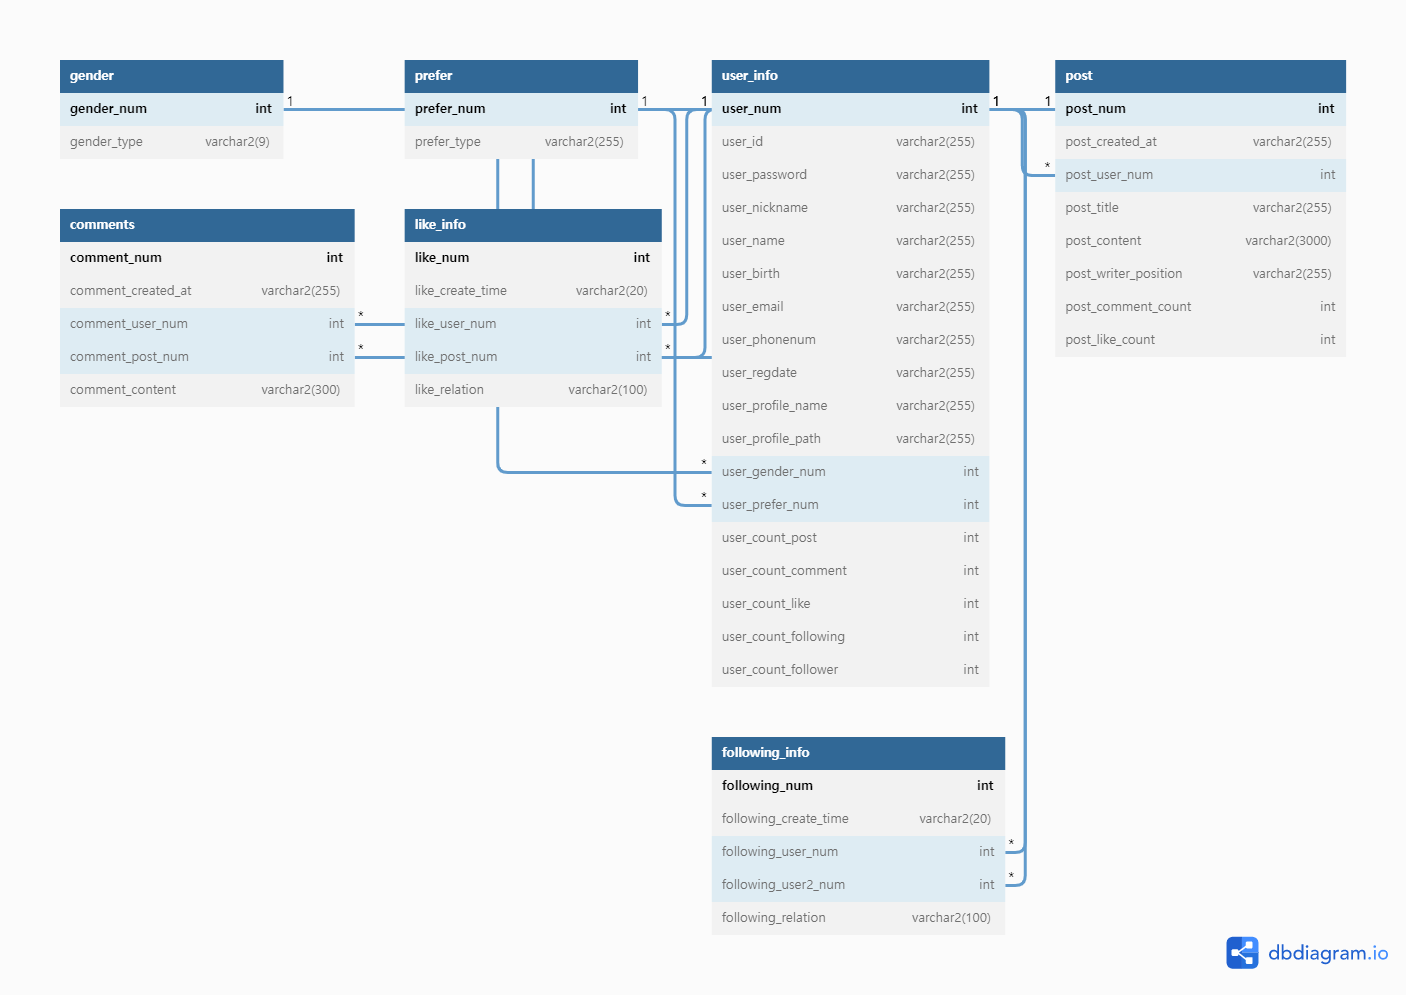 gender
gender_num int
gender_type varchar2(9)
1
prefer
prefer_num int
prefer_type varchar2(255)
1
1
user_info
user_num int
user_id varchar2(255)
user_password varchar2(255)
user_nickname varchar2(255)
user_name varchar2(255)
user_birth varchar2(255)
user_email varchar2(255)
user_phonenum varchar2(255)
user_regdate varchar2(255)
user_profile_name varchar2(255)
user_profile_path varchar2(255)
* user_gender_num int
* user_prefer_num int
user_count_post int
user_count_comment int
user_count_like int
user_count_following int
user_count_follower int
1
1
post
post_num int
post_created_at varchar2(255)
* post_user_num int
post_title varchar2(255)
post_content varchar2(3000)
post_writer_position varchar2(255)
post_comment_count int
post_like_count int
comments
comment_num int
comment_created_at varchar2(255)
comment_user_num int *
comment_post_num int *
comment_content varchar2(300)
like_info
like_num int
like_create_time varchar2(20)
like_user_num int *
like_post_num int *
like_relation varchar2(100)
following_info
following_num int
following_create_time varchar2(20)
following_user_num int *
following_user2_num int *
following_relation varchar2(100)
dbdiagram.io